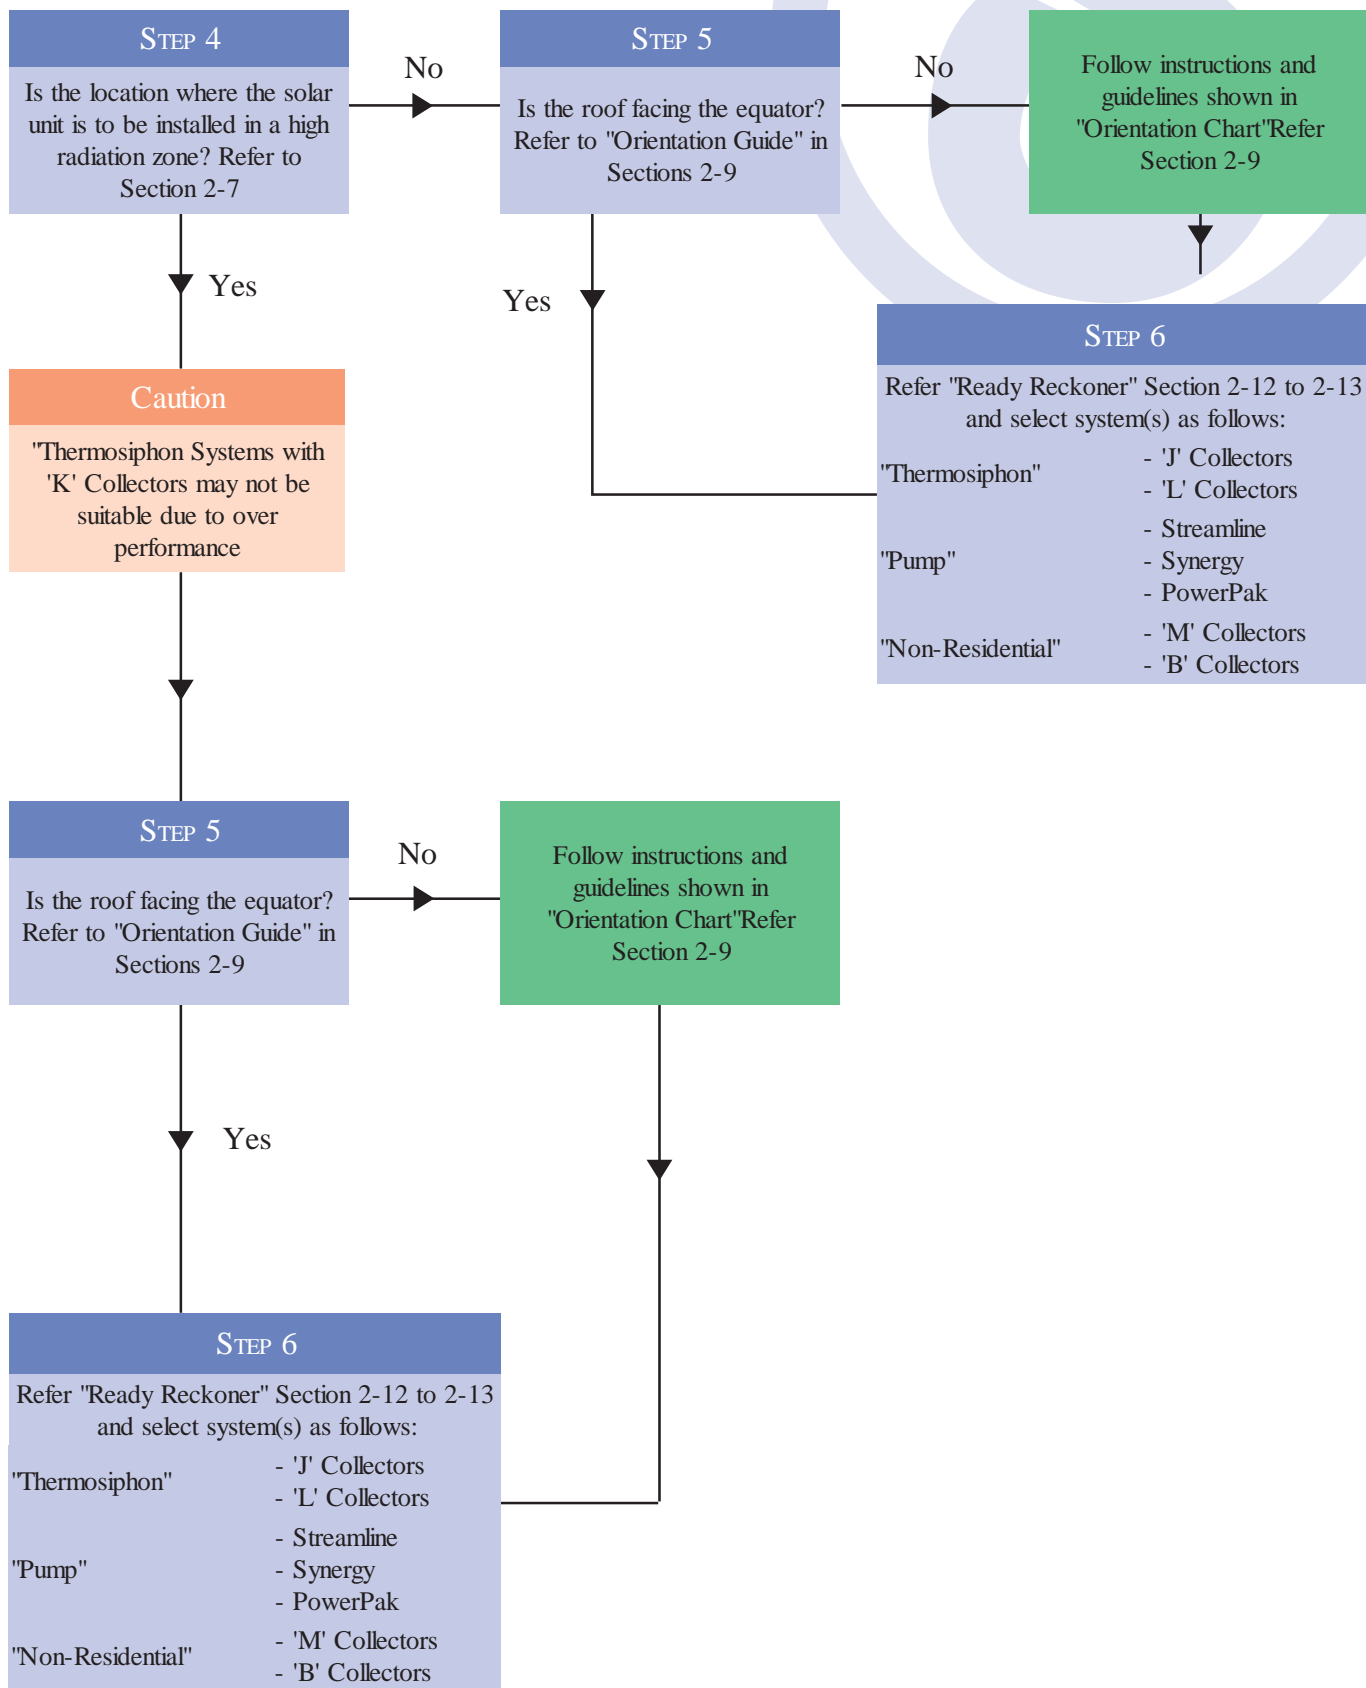 STEP 4
Is the location where the solar
unit is to be installed in a high
radiation zone? Refer to
Section 2-7
No
STEP 5
Is the roof facing the equator?
Refer to "Orientation Guide" in
Sections 2-9
No
Follow instructions and
guidelines shown in
"Orientation Chart"Refer
Section 2-9
Yes
Yes
STEP 6
Refer "Ready Reckoner" Section 2-12 to 2-13
and select system(s) as follows:
"Thermosiphon"
- 'J' Collectors
- 'L' Collectors
"Pump"
- Streamline
- Synergy
- PowerPak
"Non-Residential"
- 'M' Collectors
- 'B' Collectors
Caution
"Thermosiphon Systems with
'K' Collectors may not be
suitable due to over
performance
STEP 5
Is the roof facing the equator?
Refer to "Orientation Guide" in
Sections 2-9
No
Follow instructions and
guidelines shown in
"Orientation Chart"Refer
Section 2-9
Yes
STEP 6
Refer "Ready Reckoner" Section 2-12 to 2-13
and select system(s) as follows:
"Thermosiphon"
- 'J' Collectors
- 'L' Collectors
"Pump"
- Streamline
- Synergy
- PowerPak
"Non-Residential"
- 'M' Collectors
- 'B' Collectors